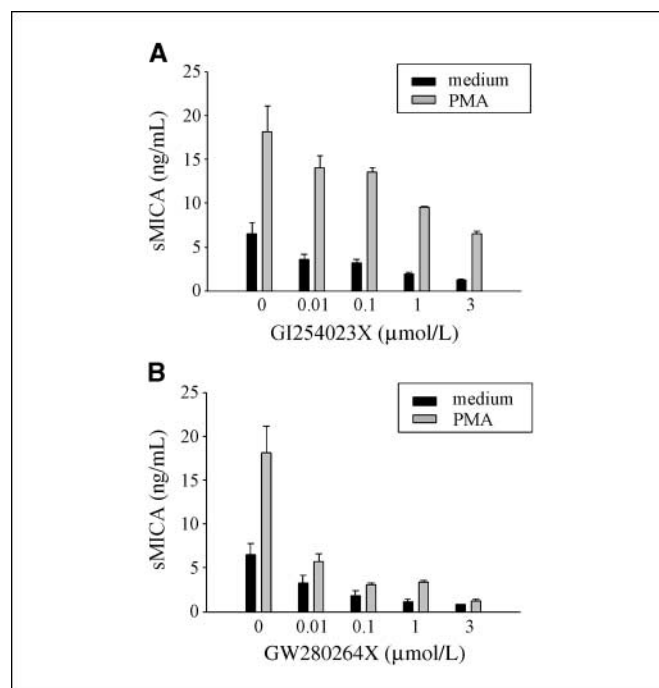 A
medium
PMA
25
20
15
10
5
0
sMICA (ng/mL)
0 0.01 0.1 1 3
GI254023X (μmol/L)
B
medium
PMA
25
20
15
10
5
0
sMICA (ng/mL)
0 0.01 0.1 1 3
GW280264X (μmol/L)